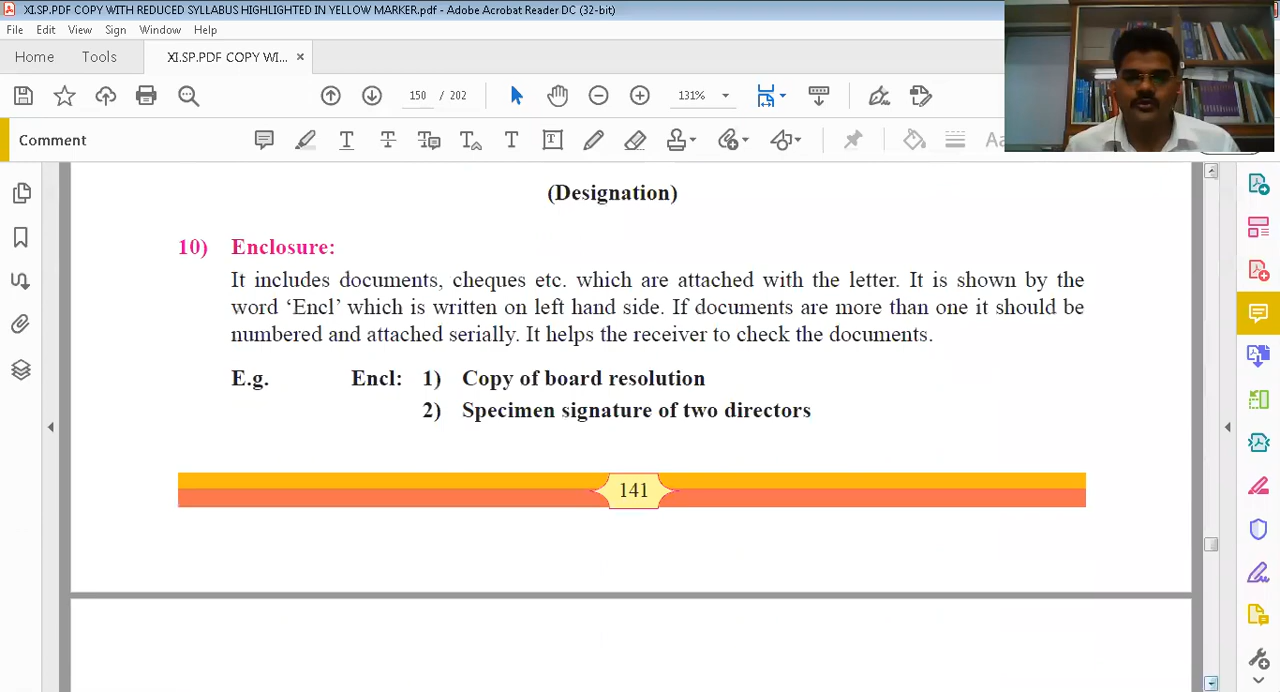 XI.SP.PDF COPY WITH REDUCED SYLLABUS HIGHLIGHTED IN YELLOW MARKER.pdf - Adobe Acrobat Reader DC (32-bit)
File Edit View Sign Window Help
Home Tools XI.SP.PDF COPY WI... ×
150 / 202 131%
Comment
(Designation)
10) Enclosure:
It includes documents, cheques etc. which are attached with the letter. It is shown by the
word ‘Encl’ which is written on left hand side. If documents are more than one it should be
numbered and attached serially. It helps the receiver to check the documents.
E.g. Encl: 1) Copy of board resolution
2) Specimen signature of two directors
141